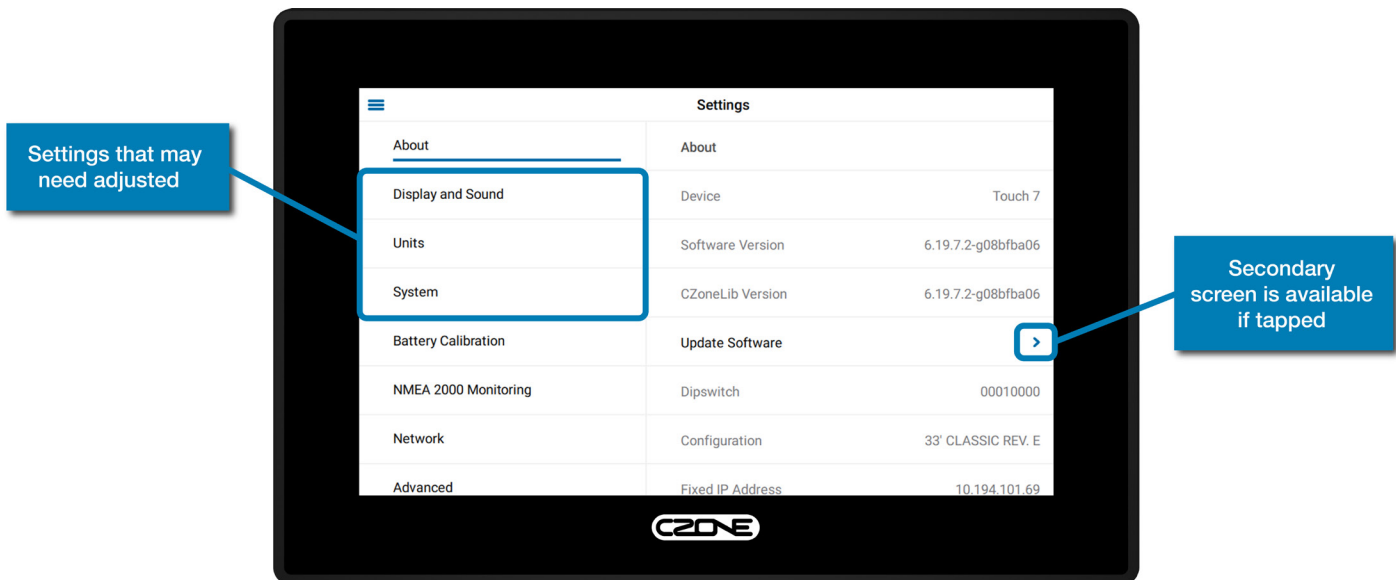 Settings
About
About
Settings that may
need adjusted
Display and Sound
Device
Touch 7
Units
Software Version
6.19.7.2-g08bfba06
System
CZoneLib Version
6.19.7.2-g08bfba06
Secondary
screen is available
if tapped
Battery Calibration
Update Software
NMEA 2000 Monitoring
Dipswitch
00010000
Network
Configuration
33' CLASSIC REV. E
Advanced
Fixed IP Address
10.194.101.69
CZONE